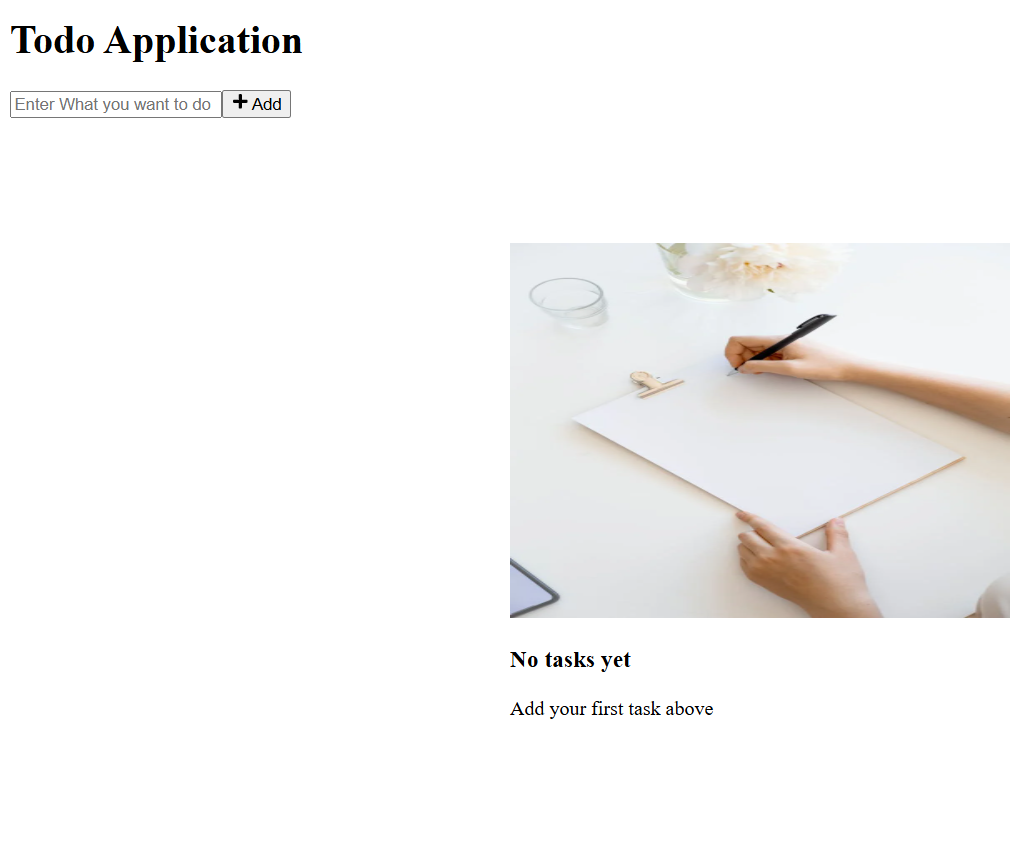 Todo Application
Enter What you want to do
Add
No tasks yet
Add your first task above